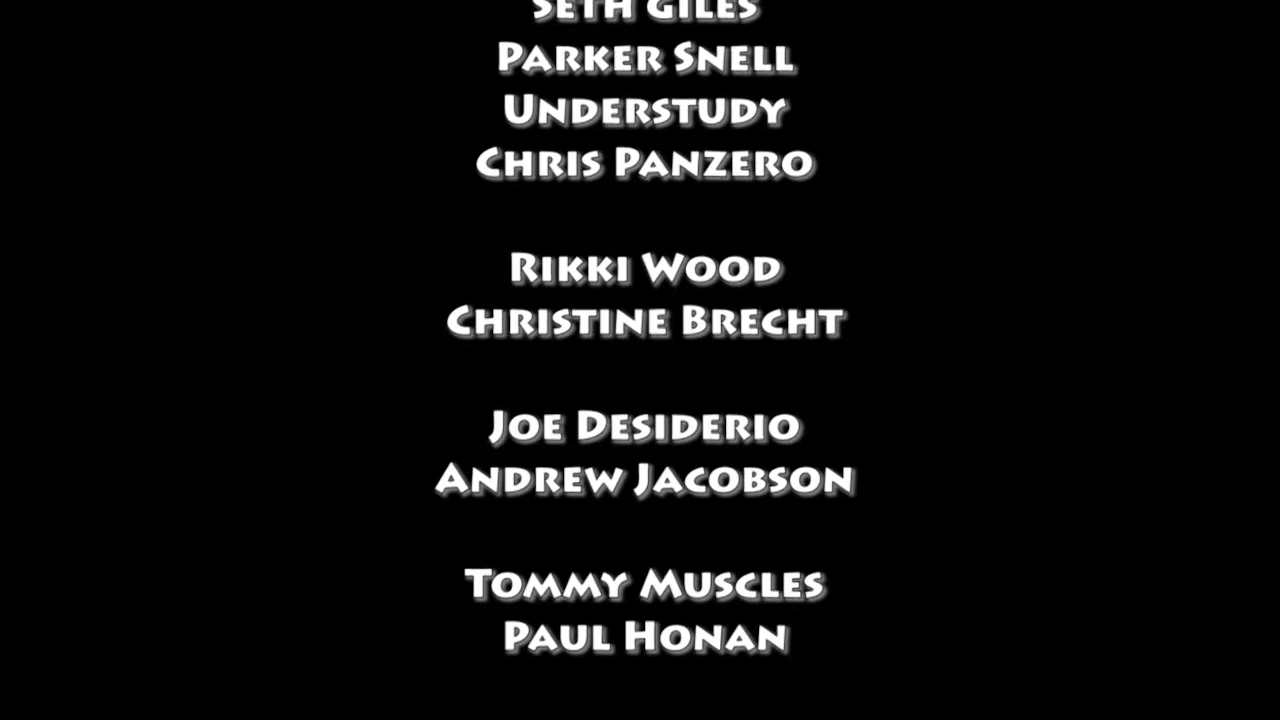 Seth Giles
Parker Snell
Understudy
Chris Panzero
Rikki Wood
Christine Brecht
Joe Desiderio
Andrew Jacobson
Tommy Muscles
Paul Honan